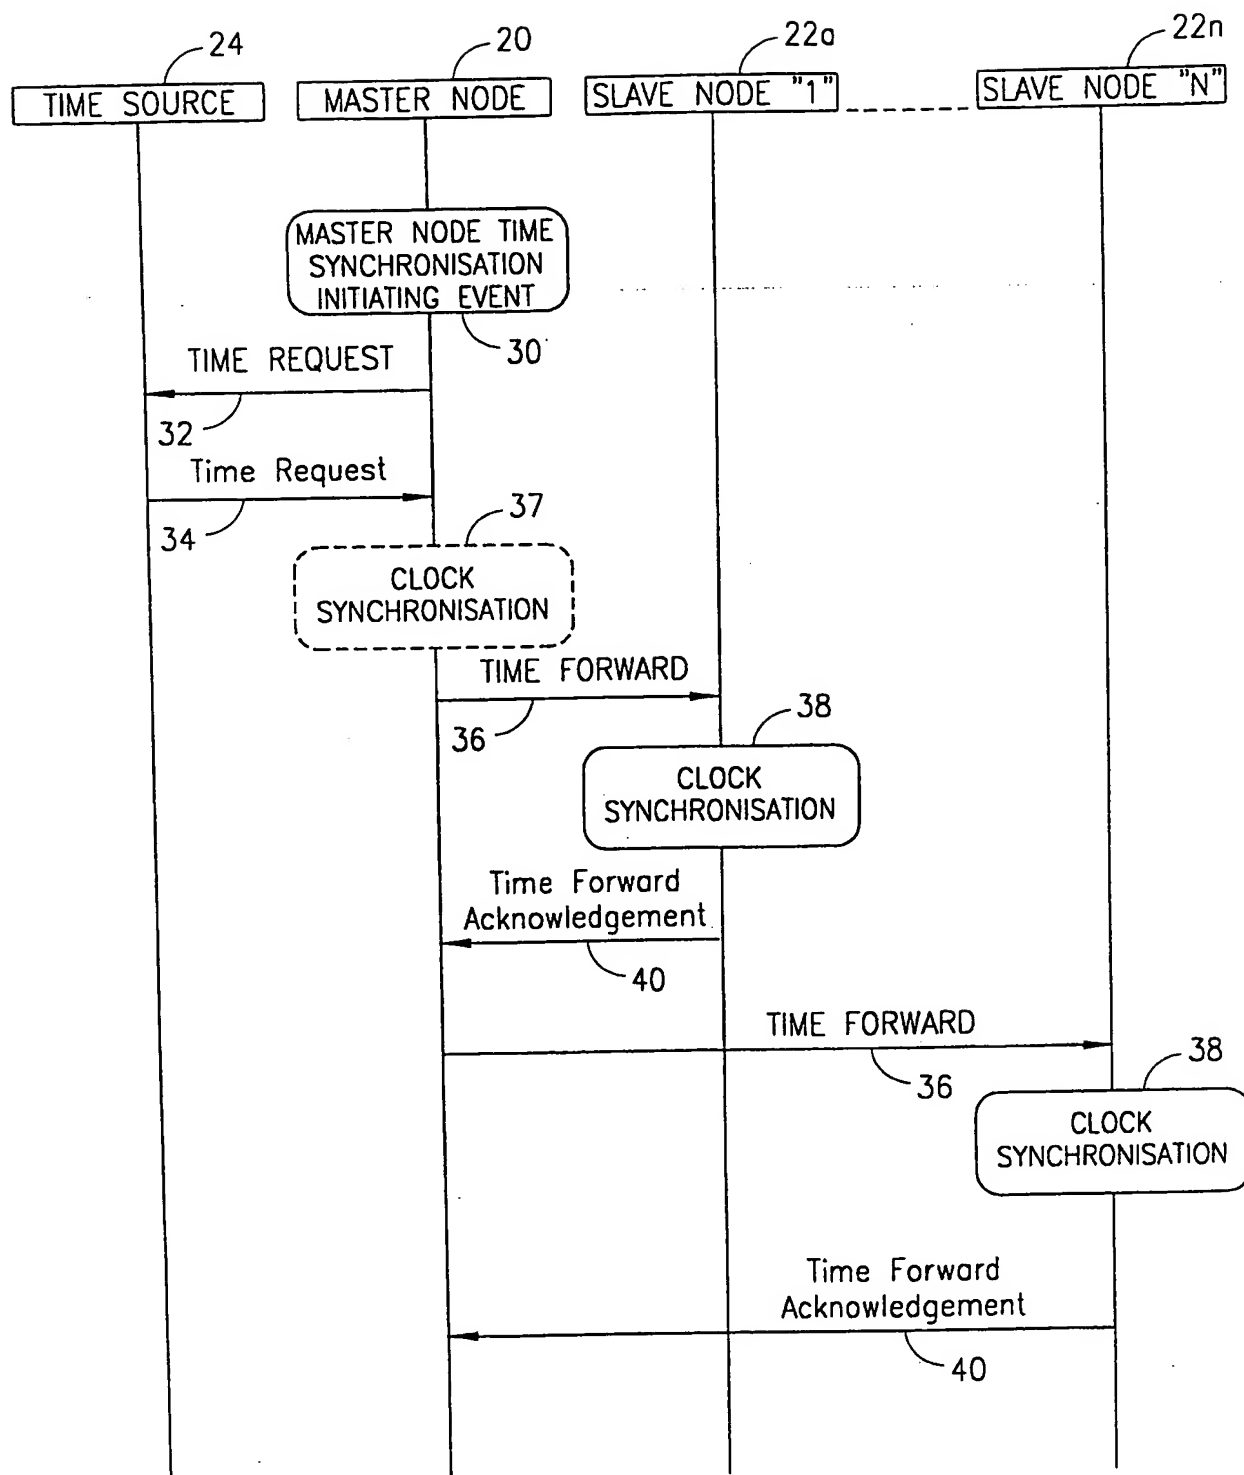 24
20
22a
22n
TIME SOURCE
MASTER NODE
SLAVE NODE "1"
SLAVE NODE "N"
MASTER NODE TIME
SYNCHRONISATION
INITIATING EVENT
30
TIME REQUEST
32
Time Request
34
37
CLOCK
SYNCHRONISATION
TIME FORWARD
36
38
CLOCK
SYNCHRONISATION
Time Forward
Acknowledgement
40
TIME FORWARD
36
38
CLOCK
SYNCHRONISATION
Time Forward
Acknowledgement
40